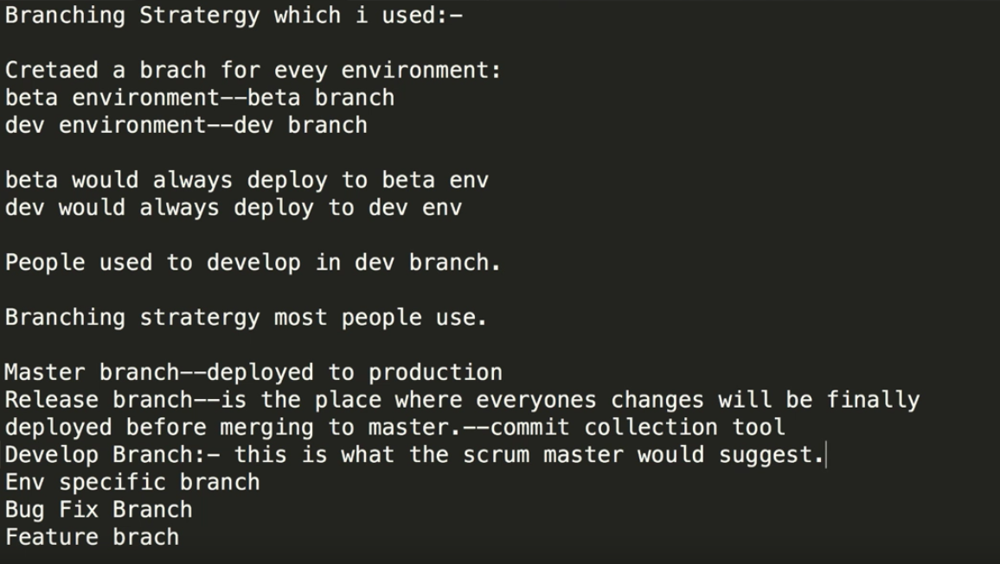 Branching Stratergy which i used:-
Cretaed a brach for evey environment:
beta environment--beta branch
dev environment--dev branch
beta would always deploy to beta env
dev would always deploy to dev env
People used to develop in dev branch.
Branching stratergy most people use.
Master branch--deployed to production
Release branch--is the place where everyones changes will be finally
deployed before merging to master.--commit collection tool
Develop Branch:- this is what the scrum master would suggest.
Env specific branch
Bug Fix Branch
Feature brach